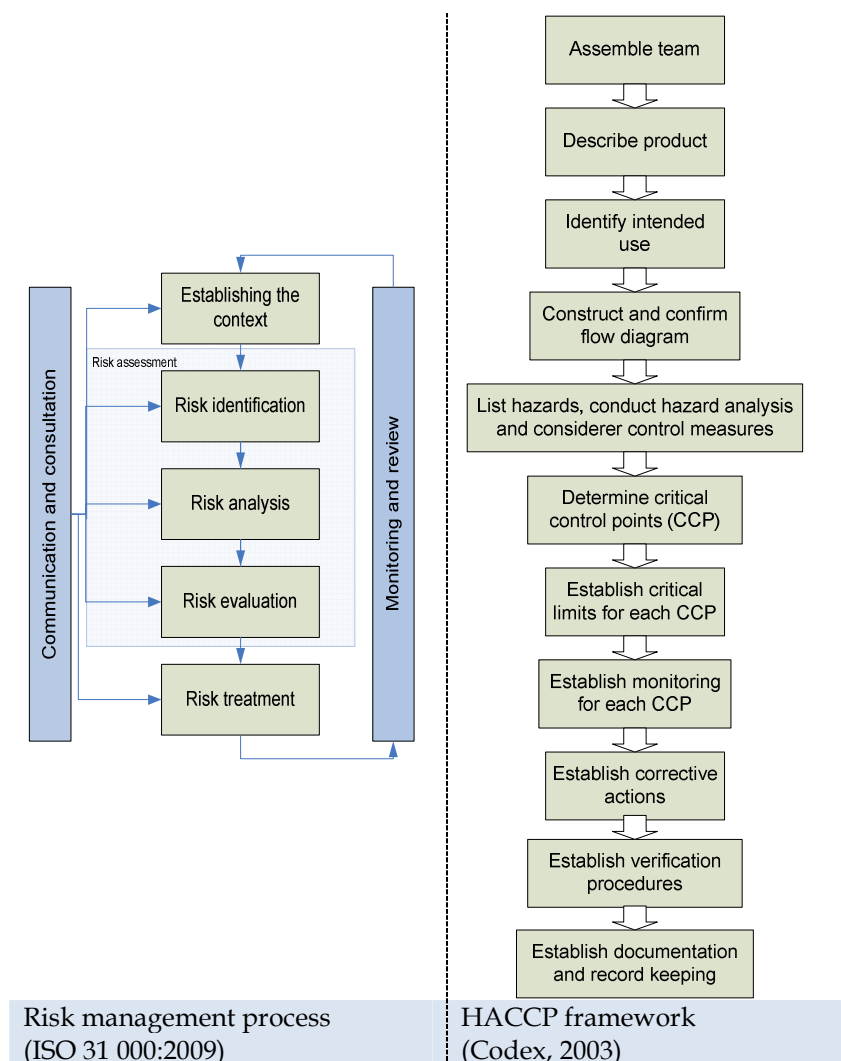 Communication and consultation
Establishing the
context
Risk assessment
Risk identification
Risk analysis
Risk evaluation
Risk treatment
Monitoring and review
Risk management process
(ISO 31 000:2009)
Assemble team
Describe product
Identify intended
use
Construct and confirm
flow diagram
List hazards, conduct hazard analysis
and considerer control measures
Determine critical
control points (CCP)
Establish critical
limits for each CCP
Establish monitoring
for each CCP
Establish corrective
actions
Establish verification
procedures
Establish documentation
and record keeping
HACCP framework
(Codex, 2003)